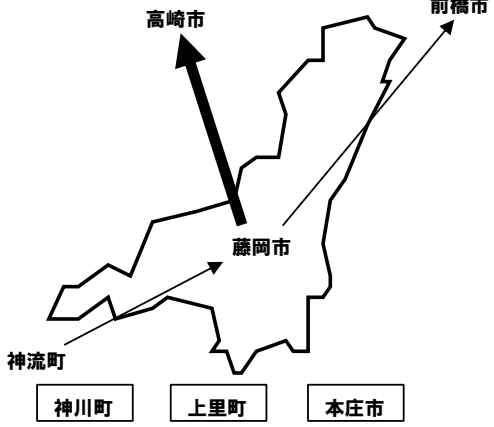 前橋市
高崎市
藤岡市
神流町
神川町
上里町
本庄市